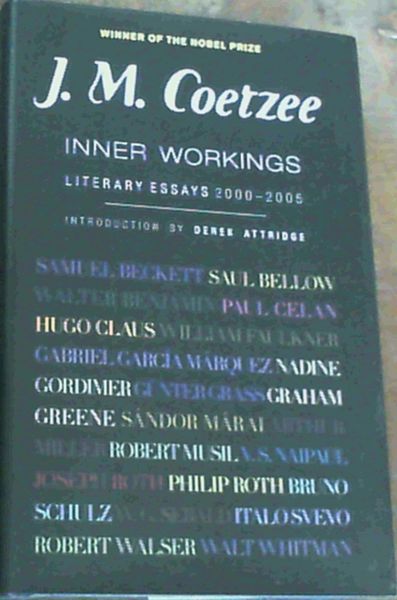 WINNER OF THE NOBEL PRIZE
J. M. Coetzee
INNER WORKINGS
LITERARY ESSAYS 2000–2005
INTRODUCTION BY DEREK ATTRIDGE
SAMUEL BECKETT SAUL BELLOW
WALTER BENJAMIN PAUL CELAN
HUGO CLAUS WILLIAM FAULKNER
GABRIEL GARCÍA MÁRQUEZ NADINE
GORDIMER GÜNTER GRASS GRAHAM
GREENE SÁNDOR MÁRAI ARTHUR
MILLER ROBERT MUSIL V. S. NAIPAUL
JOSEPH ROTH PHILIP ROTH BRUNO
SCHULZ W. G. SEBALD ITALO SVEVO
ROBERT WALSER WALT WHITMAN